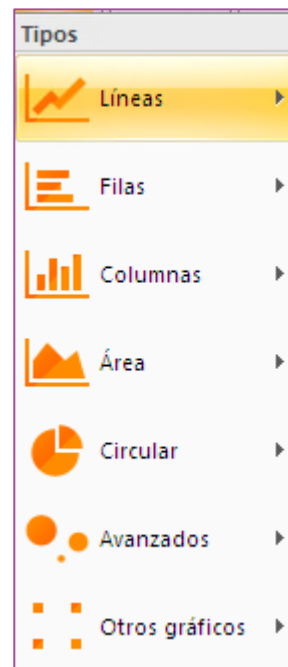 Tipos
Líneas
Filas
Columnas
Área
Circular
Avanzados
Otros gráficos